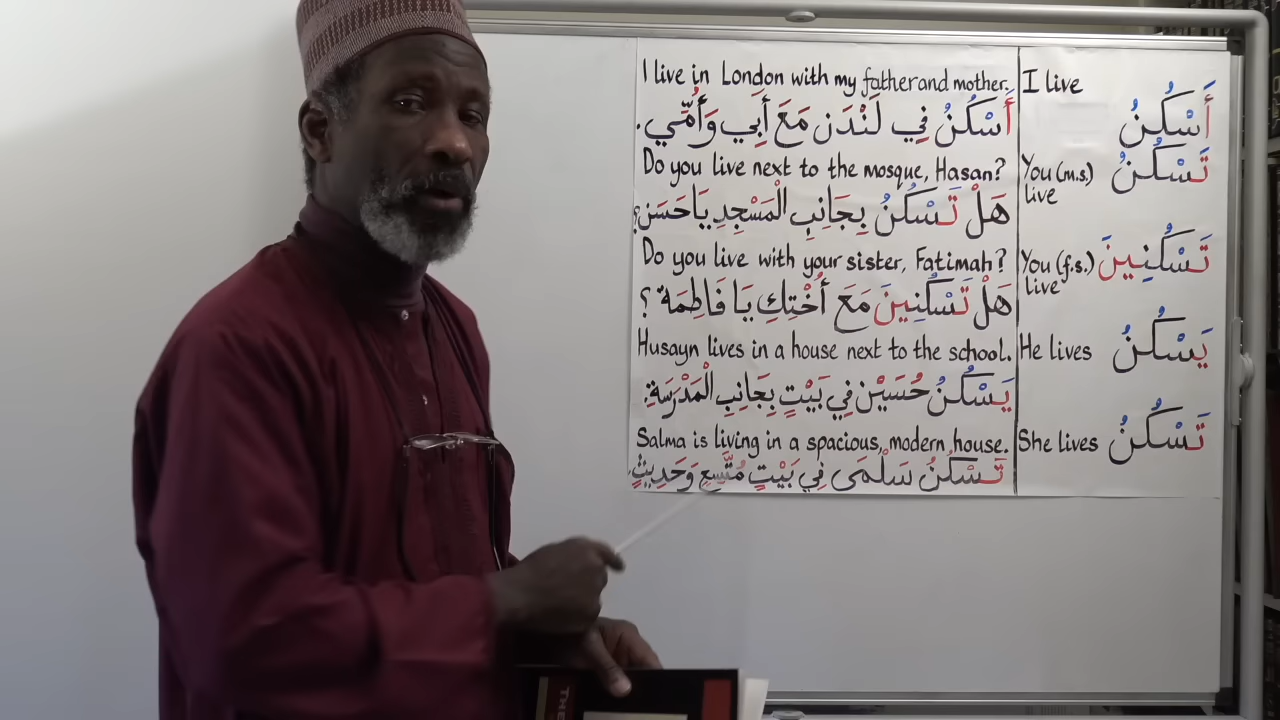 I live in London with my father and mother.
أَسْكُنُ فِي لَنْدَن مَعَ أَبِي وَأُمِّي.
Do you live next to the mosque, Hasan?
هَلْ تَسْكُنُ بِجَانِبِ الْمَسْجِدِ يَا حَسَن؟
Do you live with your sister, Fatimah?
هَلْ تَسْكُنِينَ مَعَ أُخْتِكِ يَا فَاطِمَة؟
Husayn lives in a house next to the school.
يَسْكُنُ حُسَيْن فِي بَيْتٍ بِجَانِبِ الْمَدْرَسَةِ.
Salma is living in a spacious, modern house.
تَسْكُنُ سَلْمَى فِي بَيْتٍ مُتَّسِعٍ وَحَدِيثٍ.
I live
أَسْكُنُ
You (m.s.) تَسْكُنُ
live
You (f.s.) تَسْكُنِينَ
live
He lives يَسْكُنُ
She lives تَسْكُنُ
THE